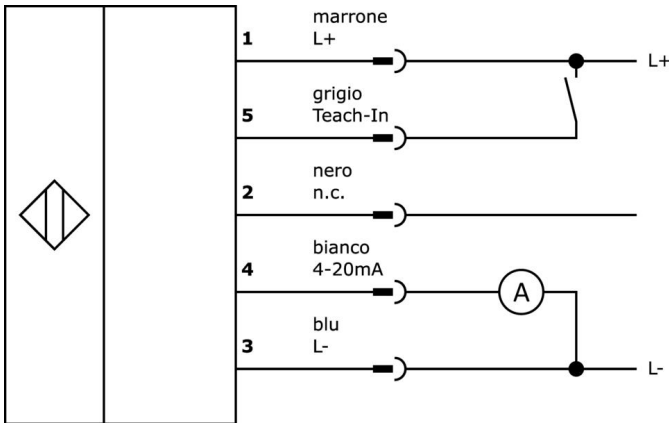 marrone
1 L+ L+
grigio
5 Teach-In
nero
2 n.c.
bianco
4 4-20mA
A
blu
3 L- L-